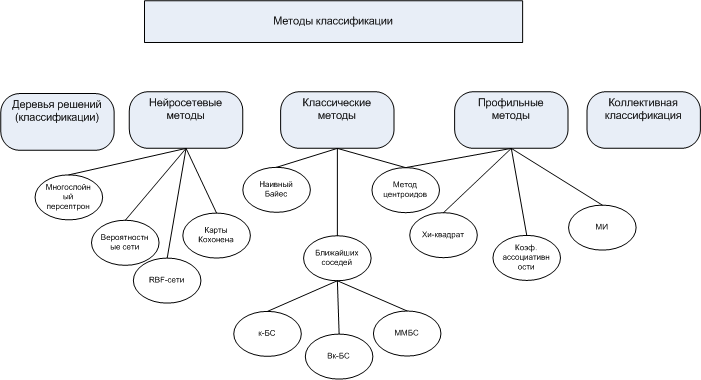 Методы классификации
Деревья решений
(классификации)
Нейросетевые
методы
Классические
методы
Профильные
методы
Коллективная
классификация
Многослойн
ый
персептрон
Вероятностн
ые сети
RBF-сети
Карты
Кохонена
Наивный
Байес
Метод
центроидов
Ближайших
соседей
Хи-квадрат
Коэф.
ассоциативн
ости
МИ
к-БС
Вк-БС
ММБС